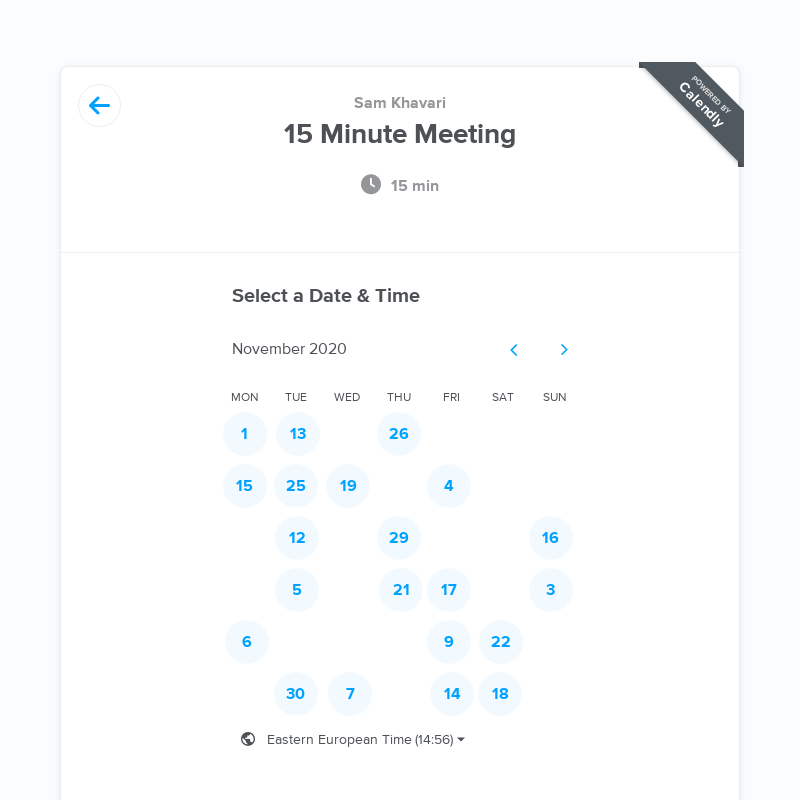 POWERED BY
Calendly
Sam Khavari
15 Minute Meeting
15 min
Select a Date & Time
November 2020
MON TUE WED THU FRI SAT SUN
1 13 26
15 25 19 4
12 29 16
5 21 17 3
6 9 22
30 7 14 18
Eastern European Time (14:56)